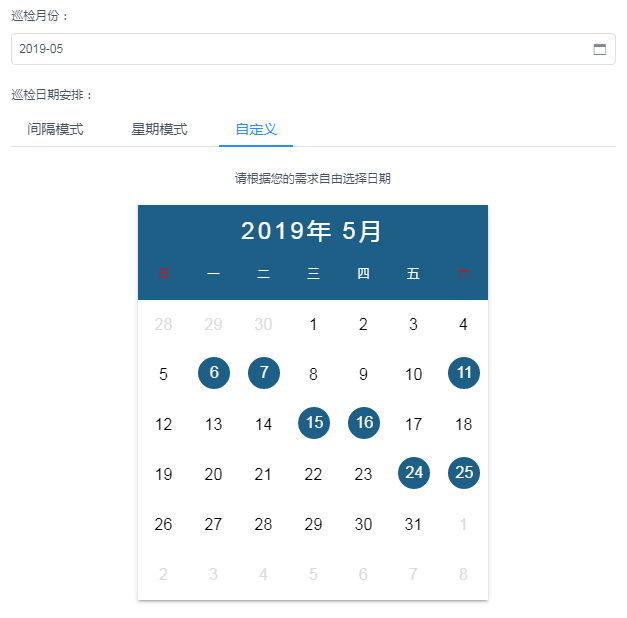 巡检月份：
2019-05
巡检日期安排：
间隔模式 星期模式 自定义
请根据您的需求自由选择日期
2019年 5月
日 一 二 三 四 五 六
28 29 30 1 2 3 4
5 6 7 8 9 10 11
12 13 14 15 16 17 18
19 20 21 22 23 24 25
26 27 28 29 30 31 1
2 3 4 5 6 7 8